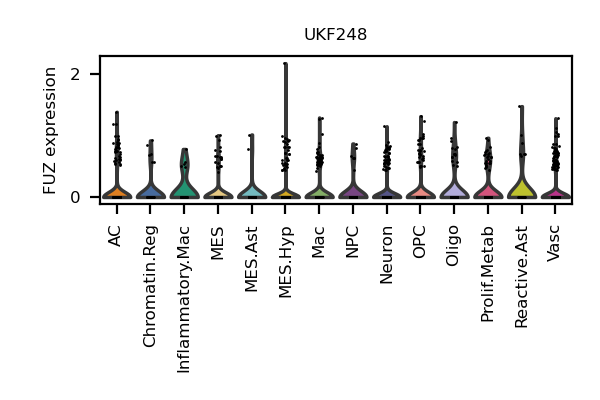 UKF248
FUZ expression
2
0
AC
Chromatin.Reg
Inflammatory.Mac
MES
MES.Ast
MES.Hyp
Mac
NPC
Neuron
OPC
Oligo
Prolif.Metab
Reactive.Ast
Vasc